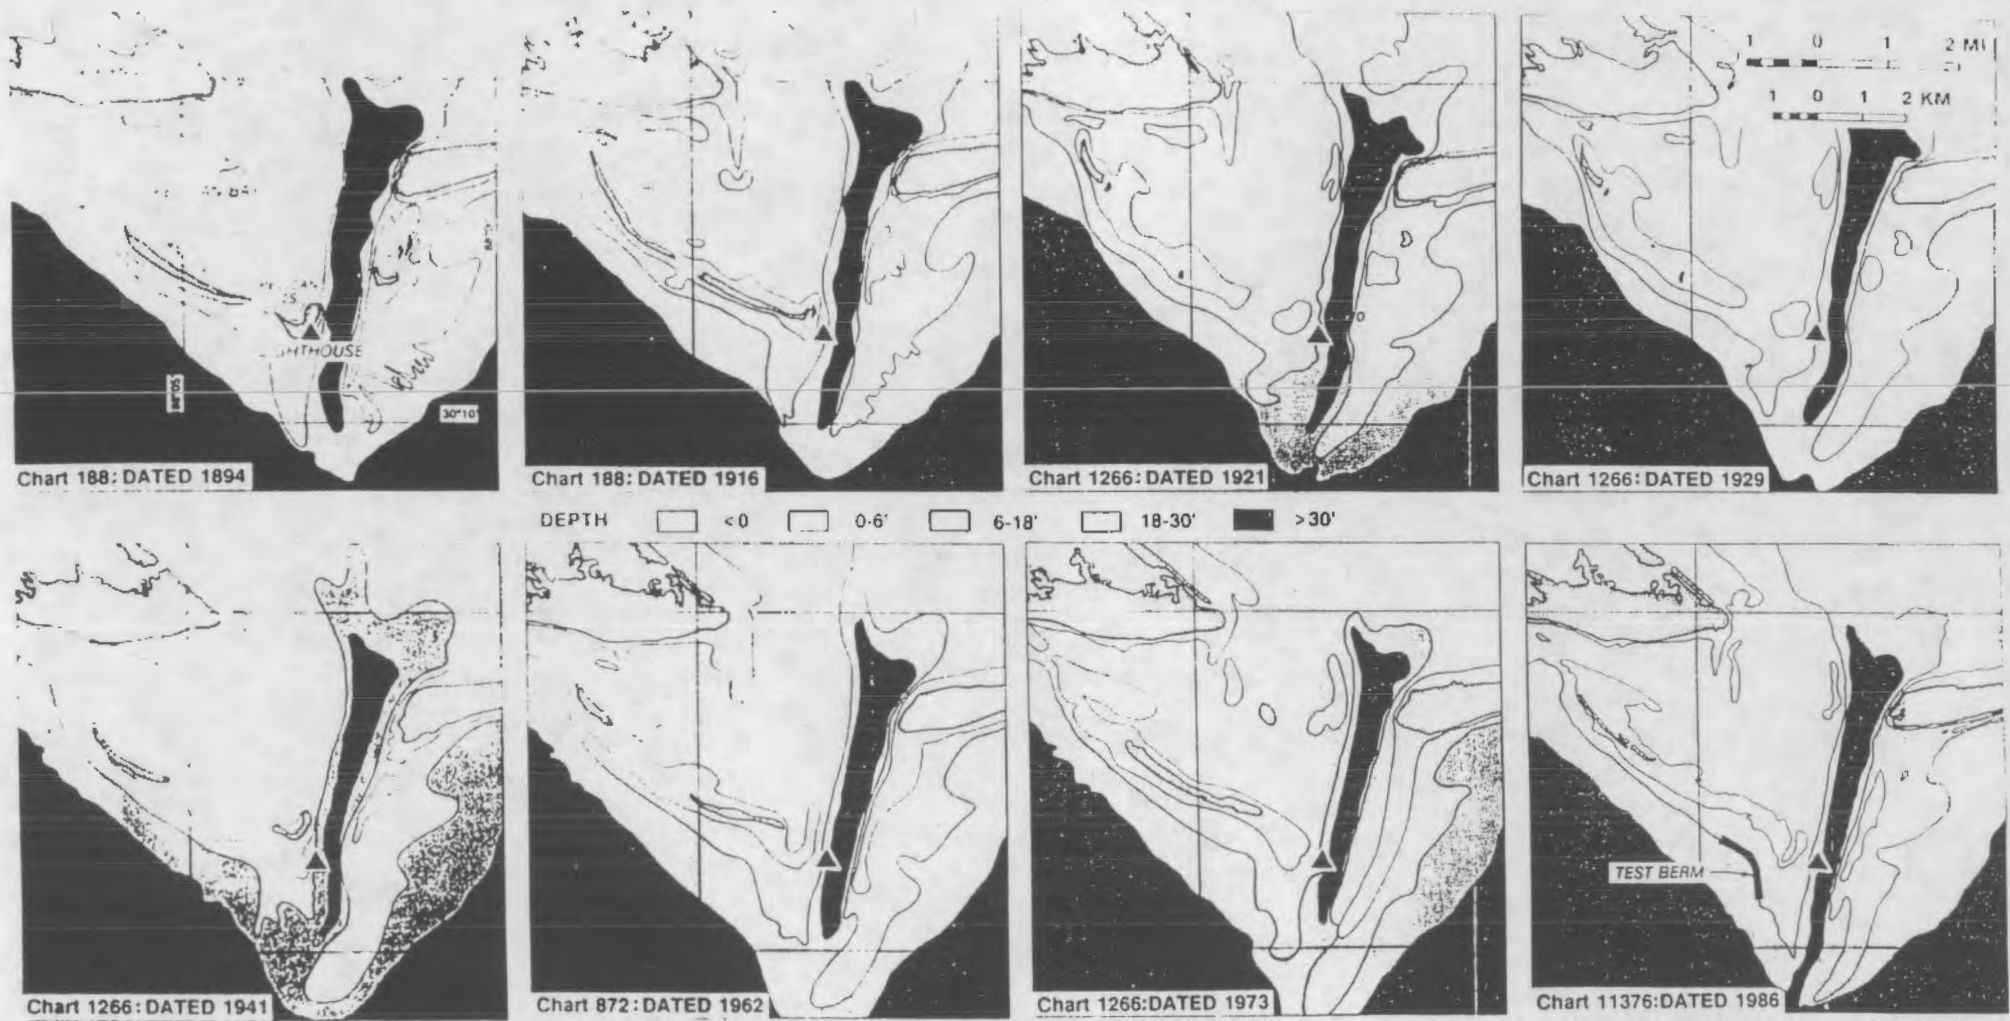 1 0 1 2 MI
1 0 1 2 KM
LIGHTHOUSE
30°10'
Chart 188: DATED 1894
Chart 188: DATED 1916
Chart 1266: DATED 1921
Chart 1266: DATED 1929
DEPTH <0 0-6' 6-18' 18-30' >30'
TEST BERM
Chart 1266: DATED 1941
Chart 872: DATED 1962
Chart 1266: DATED 1973
Chart 11376: DATED 1986